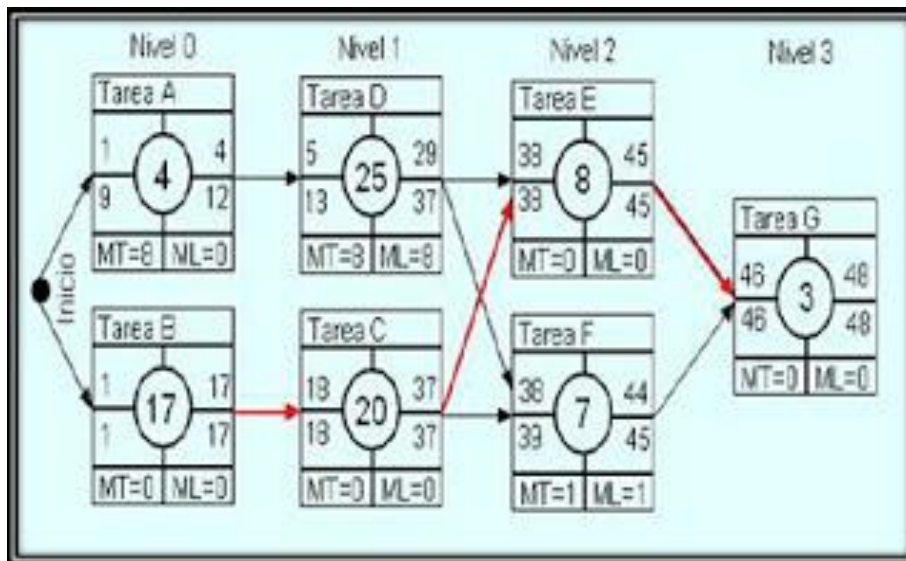 Nivel 0 Nivel 1 Nivel 2 Nivel 3
Tarea A
1 4 4
9 12
MT=8 ML=0
Tarea D
5 25 29
13 37
MT=8 ML=8
Tarea E
38 8 45
38 45
MT=0 ML=0
Tarea G
46 3 48
46 48
MT=0 ML=0
Inicio
Tarea B
1 17 17
1 17
MT=0 ML=0
Tarea C
18 20 37
18 37
MT=0 ML=0
Tarea F
38 7 44
39 45
MT=1 ML=1